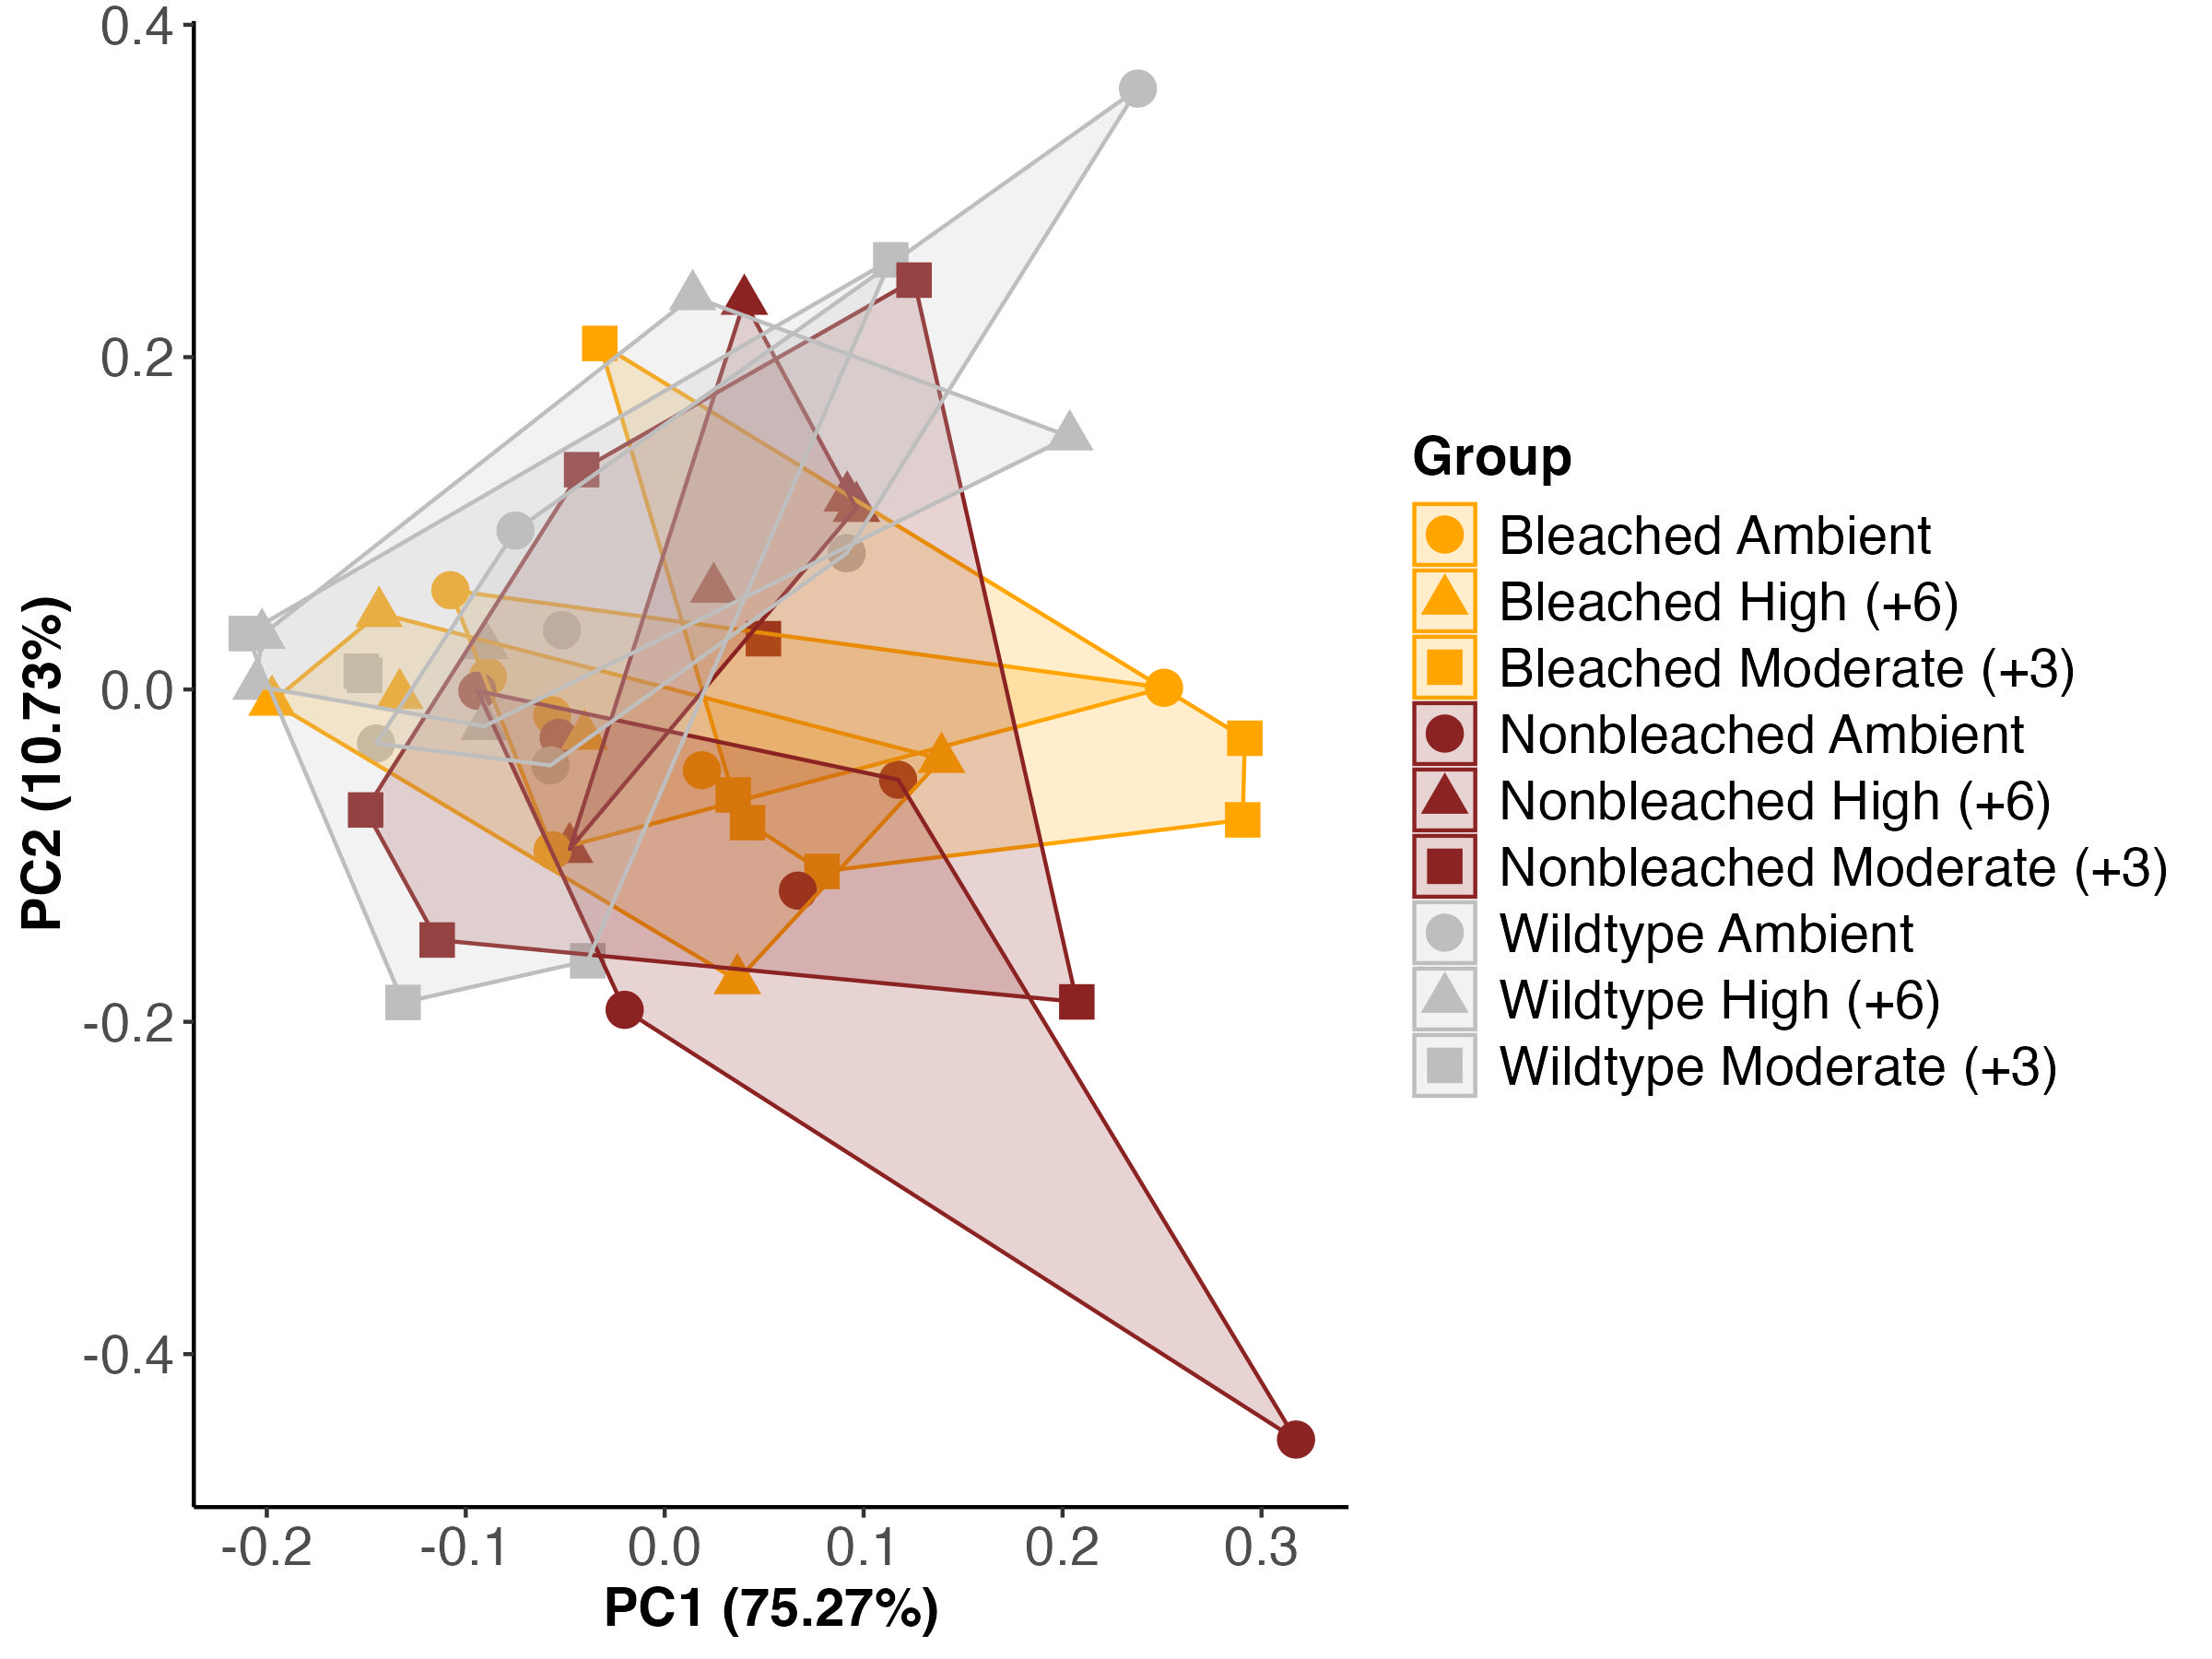 0.4
0.2
0.0
-0.2
-0.4
PC2 (10.73%)
-0.2 -0.1 0.0 0.1 0.2 0.3
PC1 (75.27%)
Group
Bleached Ambient
Bleached High (+6)
Bleached Moderate (+3)
Nonbleached Ambient
Nonbleached High (+6)
Nonbleached Moderate (+3)
Wildtype Ambient
Wildtype High (+6)
Wildtype Moderate (+3)